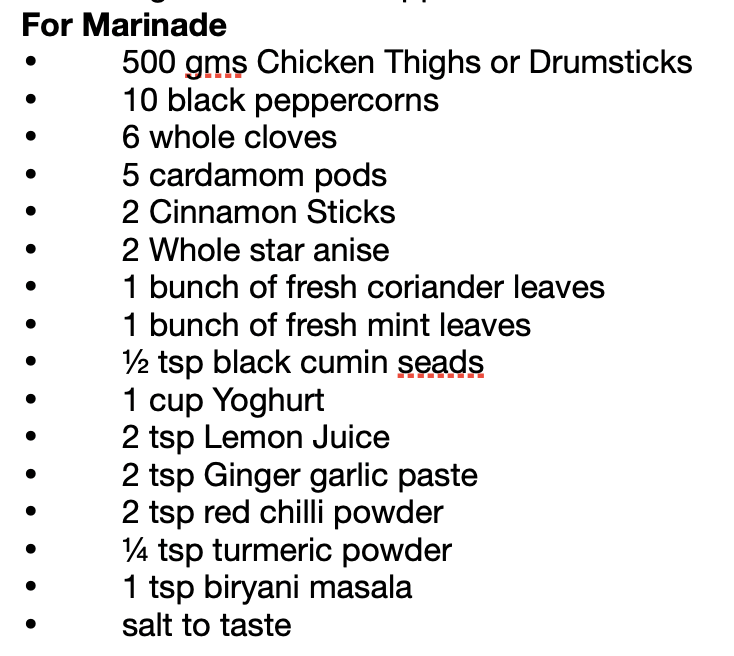 For Marinade
• 500 gms Chicken Thighs or Drumsticks
• 10 black peppercorns
• 6 whole cloves
• 5 cardamom pods
• 2 Cinnamon Sticks
• 2 Whole star anise
• 1 bunch of fresh coriander leaves
• 1 bunch of fresh mint leaves
• ½ tsp black cumin seads
• 1 cup Yoghurt
• 2 tsp Lemon Juice
• 2 tsp Ginger garlic paste
• 2 tsp red chilli powder
• ¼ tsp turmeric powder
• 1 tsp biryani masala
• salt to taste